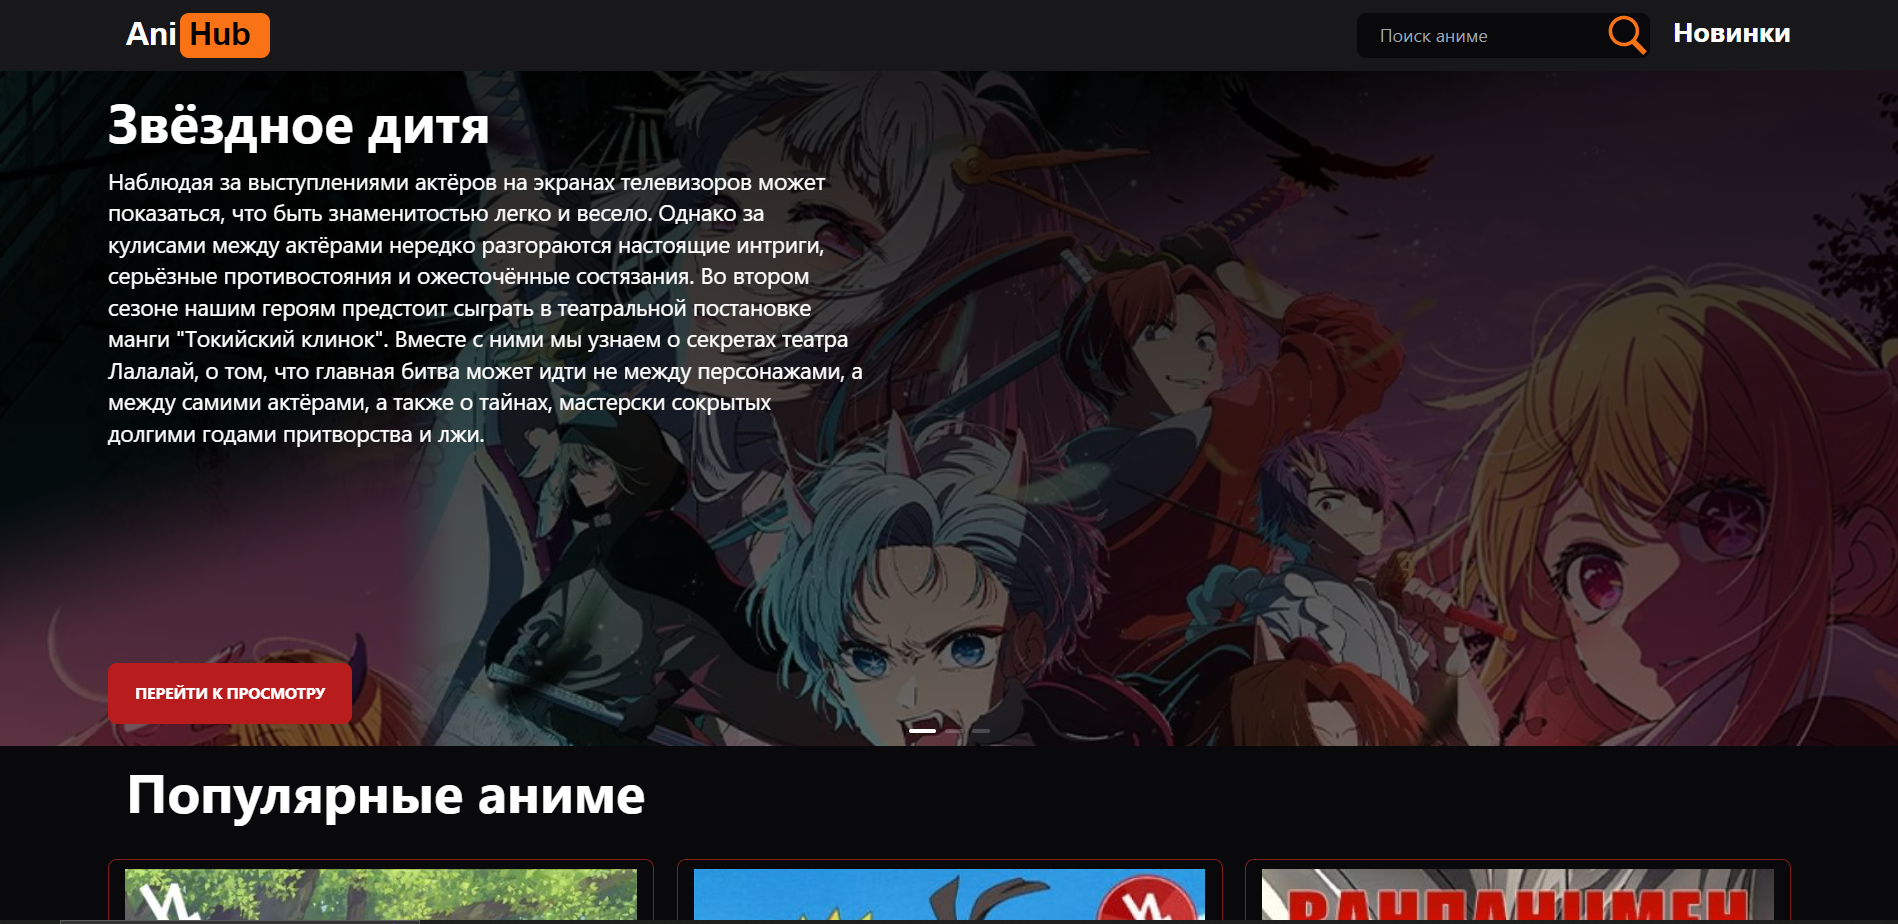 Ani Hub
Поиск аниме
Новинки
Звёздное дитя
Наблюдая за выступлениями актёров на экранах телевизоров может
показаться, что быть знаменитостью легко и весело. Однако за
кулисами между актёрами нередко разгораются настоящие интриги,
серьёзные противостояния и ожесточённые состязания. Во втором
сезоне нашим героям предстоит сыграть в театральной постановке
манги "Токийский клинок". Вместе с ними мы узнаем о секретах театра
Лалалай, о том, что главная битва может идти не между персонажами, а
между самими актёрами, а также о тайнах, мастерски сокрытых
долгими годами притворства и лжи.
ПЕРЕЙТИ К ПРОСМОТРУ
Популярные аниме
ВАНПАНЧМЕН